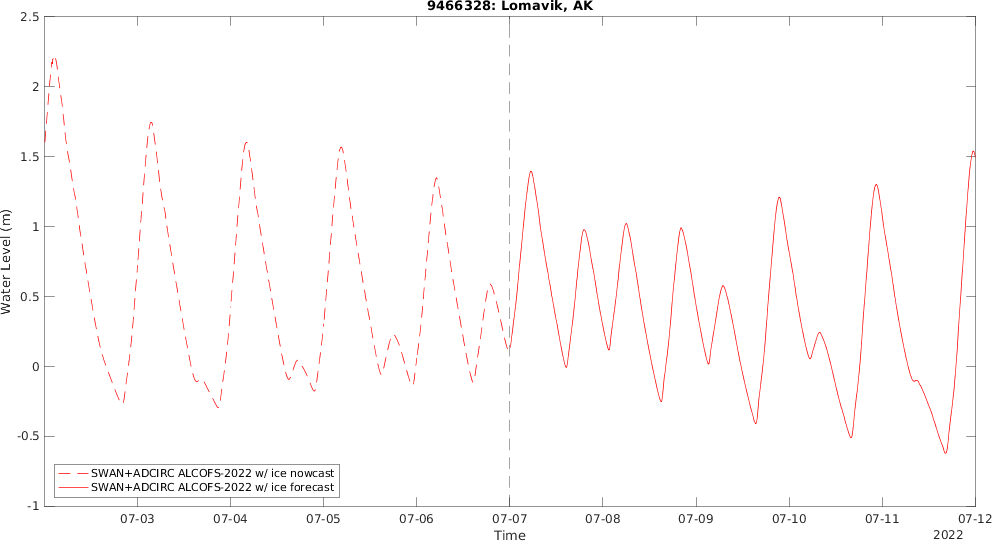 9466328: Lomavik, AK
2.5
2
1.5
1
0.5
0
-0.5
-1
Water Level (m)
SWAN+ADCIRC ALCOFS-2022 w/ ice nowcast
SWAN+ADCIRC ALCOFS-2022 w/ ice forecast
07-03 07-04 07-05 07-06 07-07 07-08 07-09 07-10 07-11 07-12
Time
2022